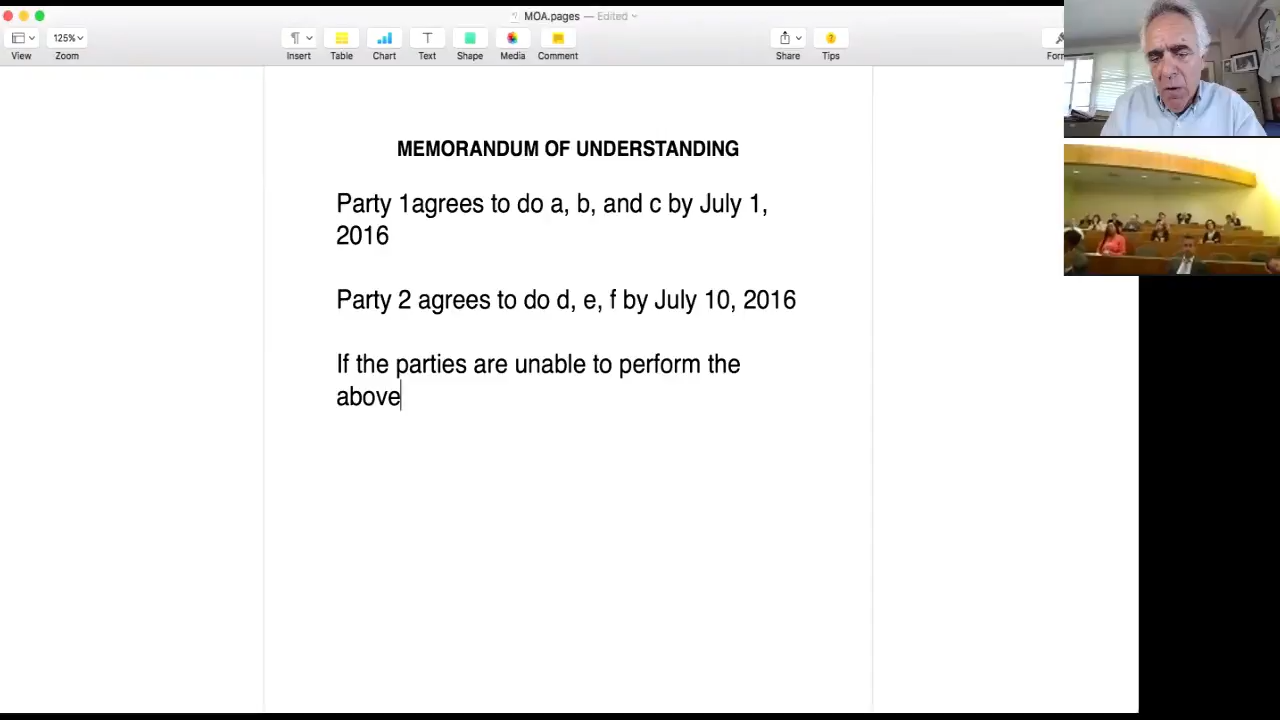 MOA.pages — Edited
125%
View
Zoom
Insert
Table
Chart
Text
Shape
Media
Comment
Share
Tips
Form
MEMORANDUM OF UNDERSTANDING
Party 1agrees to do a, b, and c by July 1,
2016
Party 2 agrees to do d, e, f by July 10, 2016
If the parties are unable to perform the
above